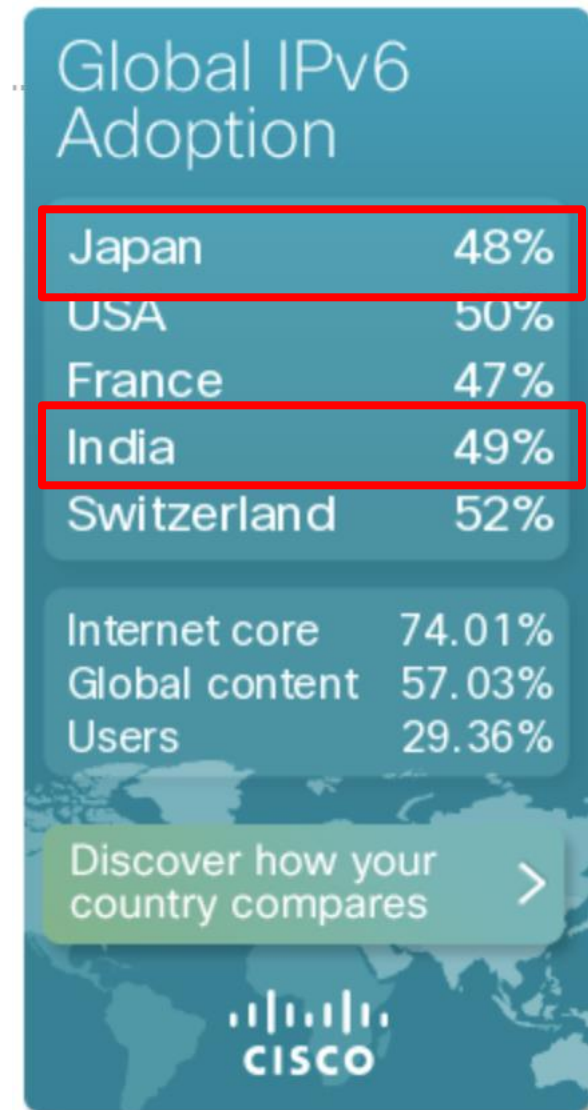 Global IPv6
Adoption
Japan 48%
USA 50%
France 47%
India 49%
Switzerland 52%
Internet core 74.01%
Global content 57.03%
Users 29.36%
Discover how your
country compares >
CISCO